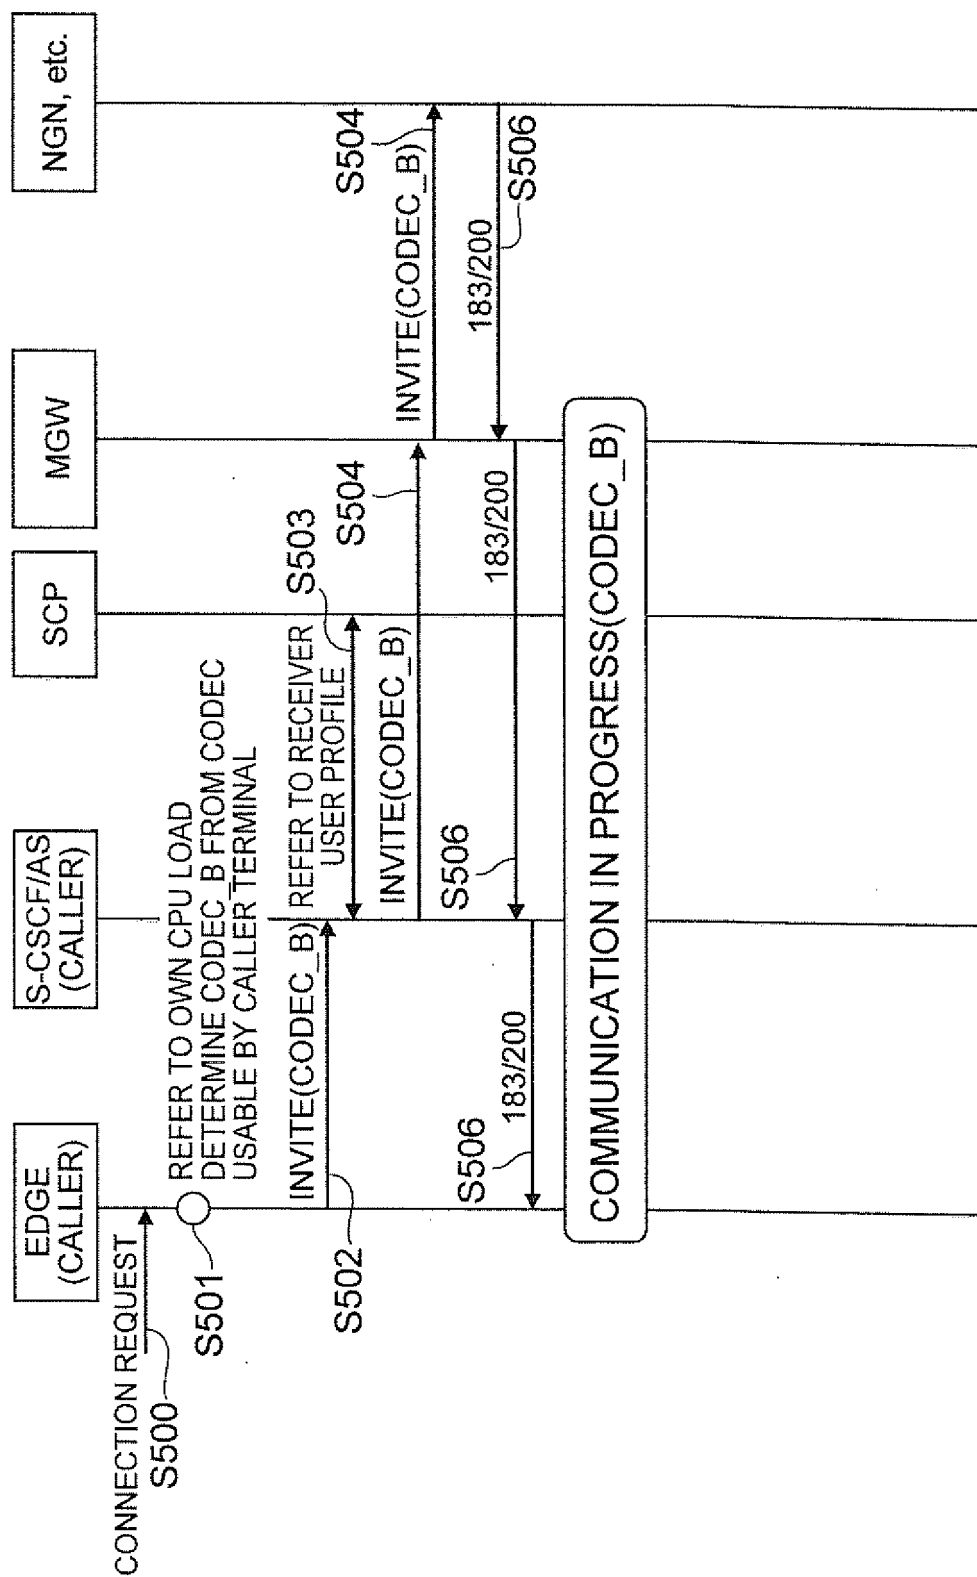 EDGE
(CALLER)
S-CSCF/AS
(CALLER)
SCP
MGW
NGN, etc.
CONNECTION REQUEST
S500
S501
REFER TO OWN CPU LOAD
DETERMINE CODEC_B FROM CODEC
USABLE BY CALLER TERMINAL
INVITE(CODEC_B)
S502
REFER TO RECEIVER
USER PROFILE
S503
INVITE(CODEC_B)
S504
INVITE(CODEC_B)
S504
183/200
S506
183/200
S506
183/200
S506
COMMUNICATION IN PROGRESS(CODEC_B)